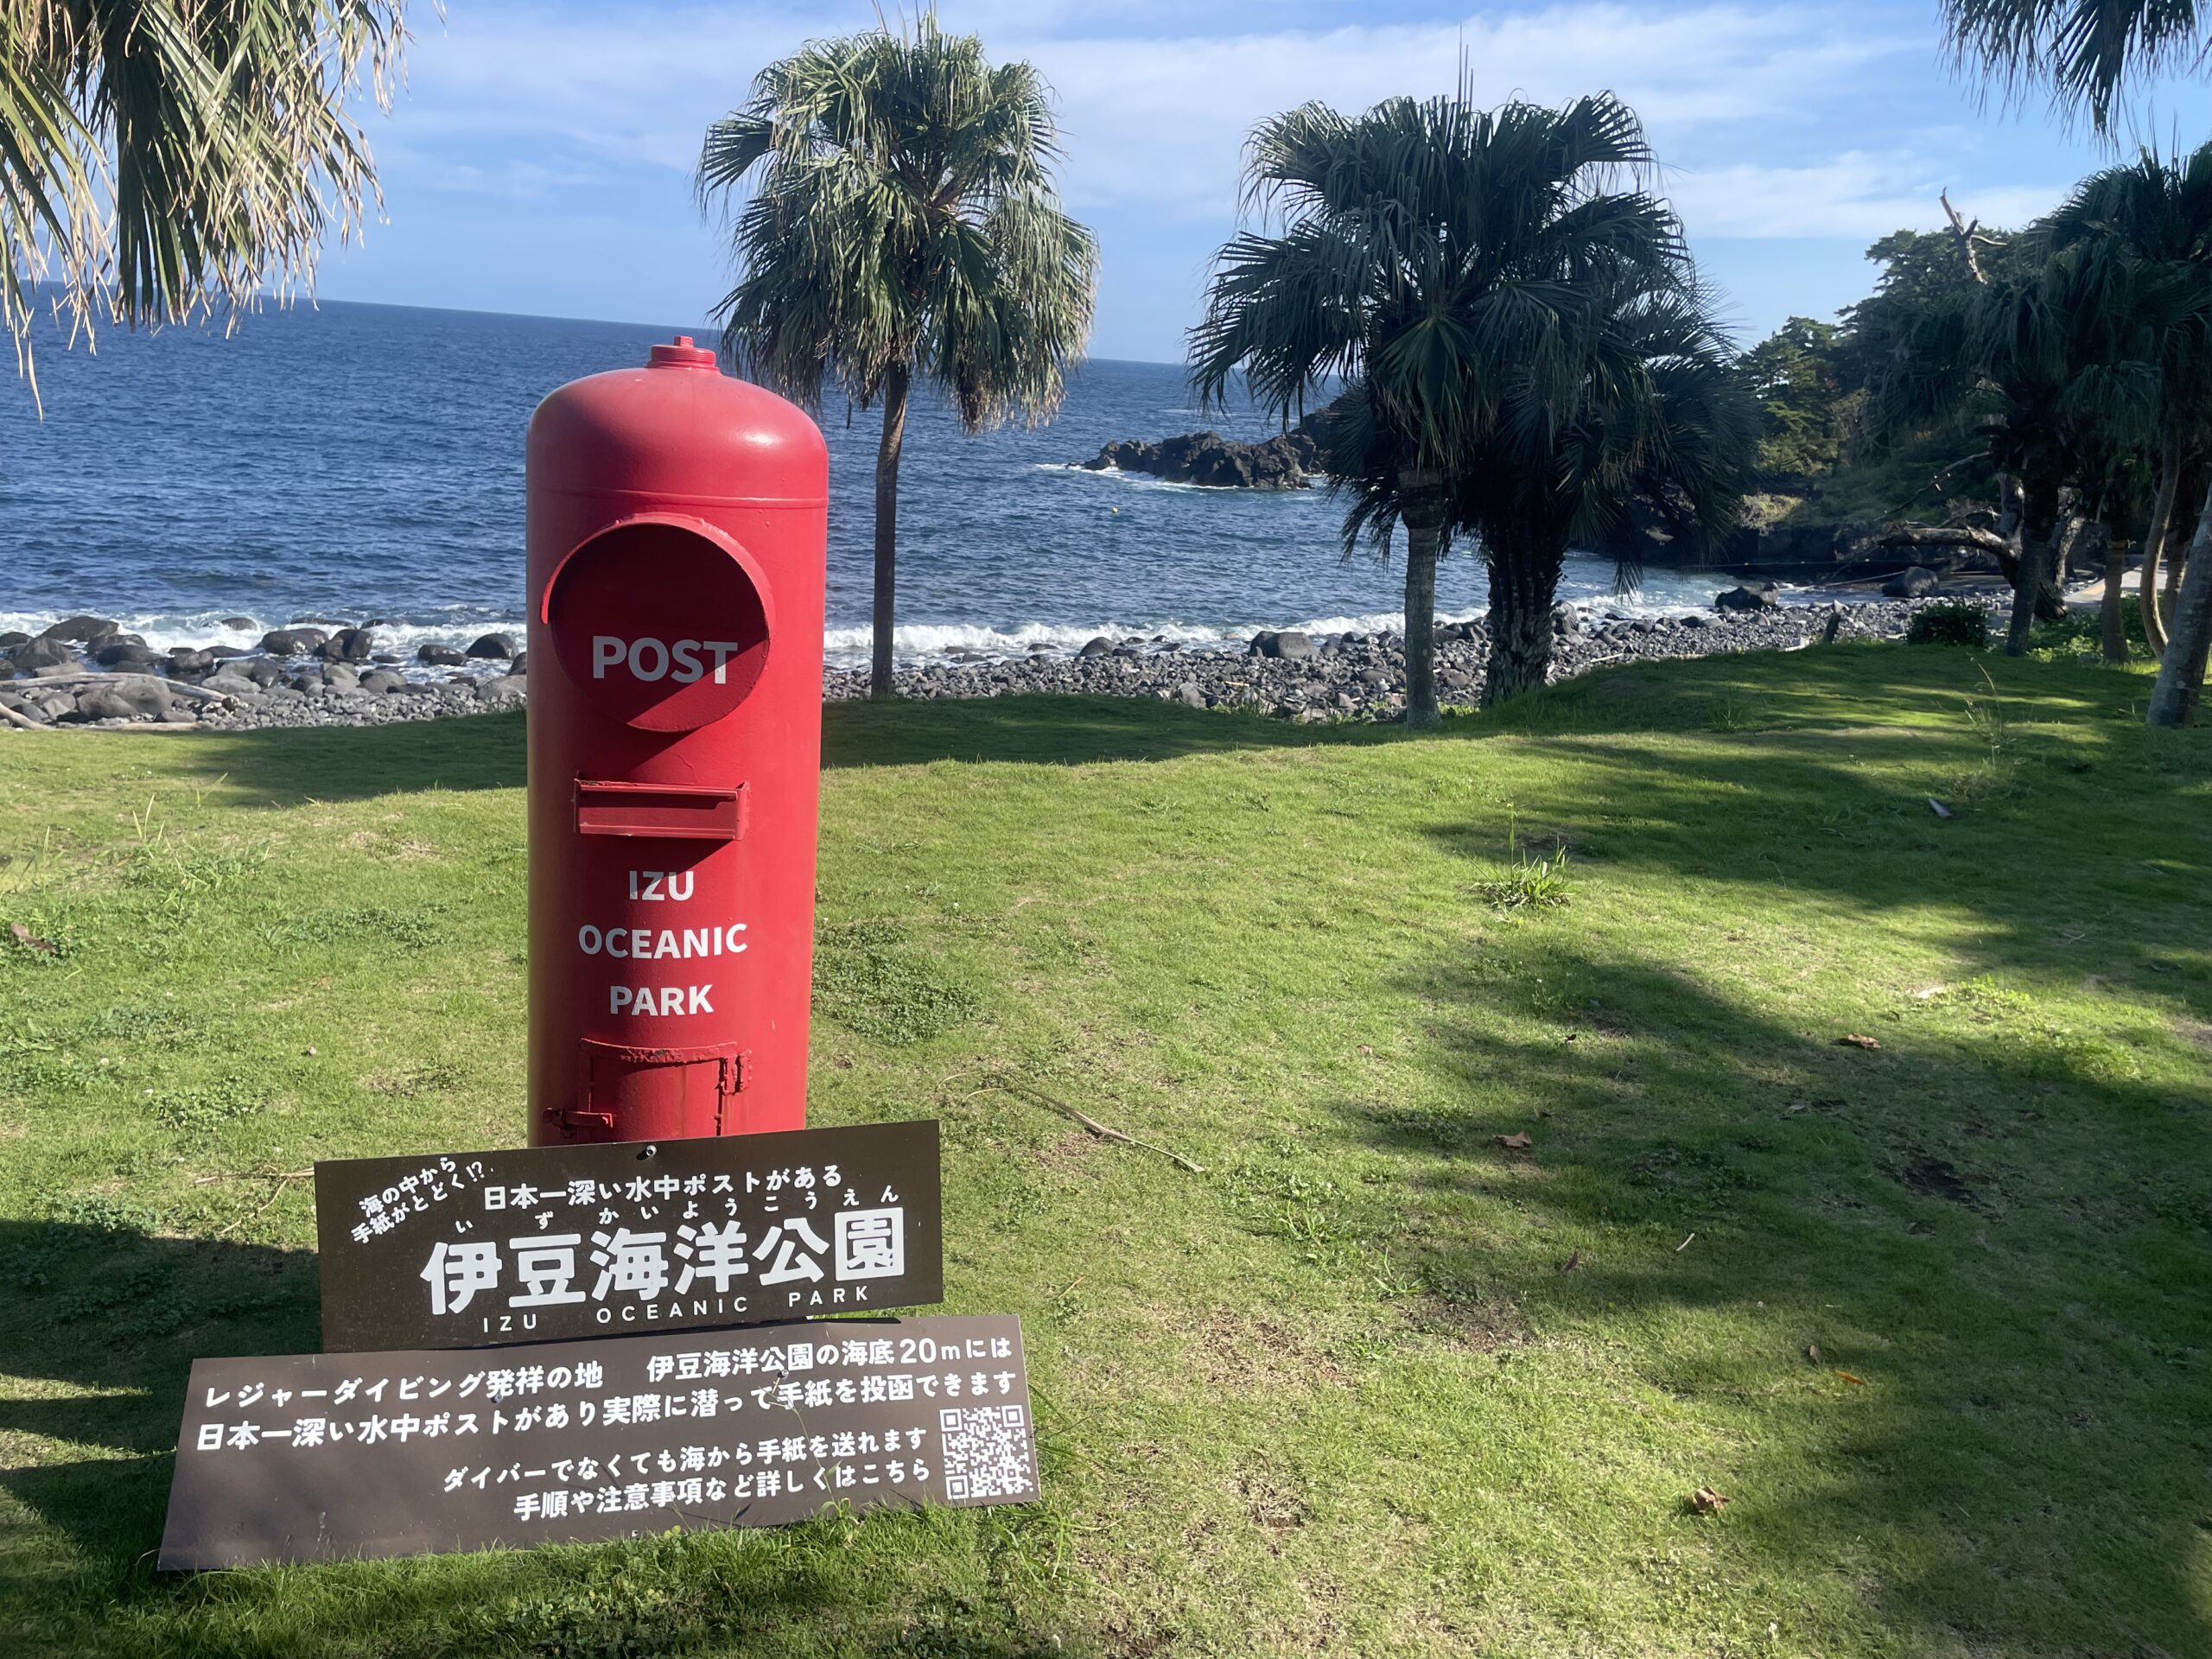 POST
IZU
OCEANIC
PARK
海の中から
手紙がとどく!?
日本一深い水中ポストがある
いずかいようこうえん
伊豆海洋公園
IZU OCEANIC PARK
レジャーダイビング発祥の地 伊豆海洋公園の海底20mには
日本一深い水中ポストがあり実際に潜って手紙を投函できます
ダイバーでなくても海から手紙を送れます
手順や注意事項など詳しくはこちら